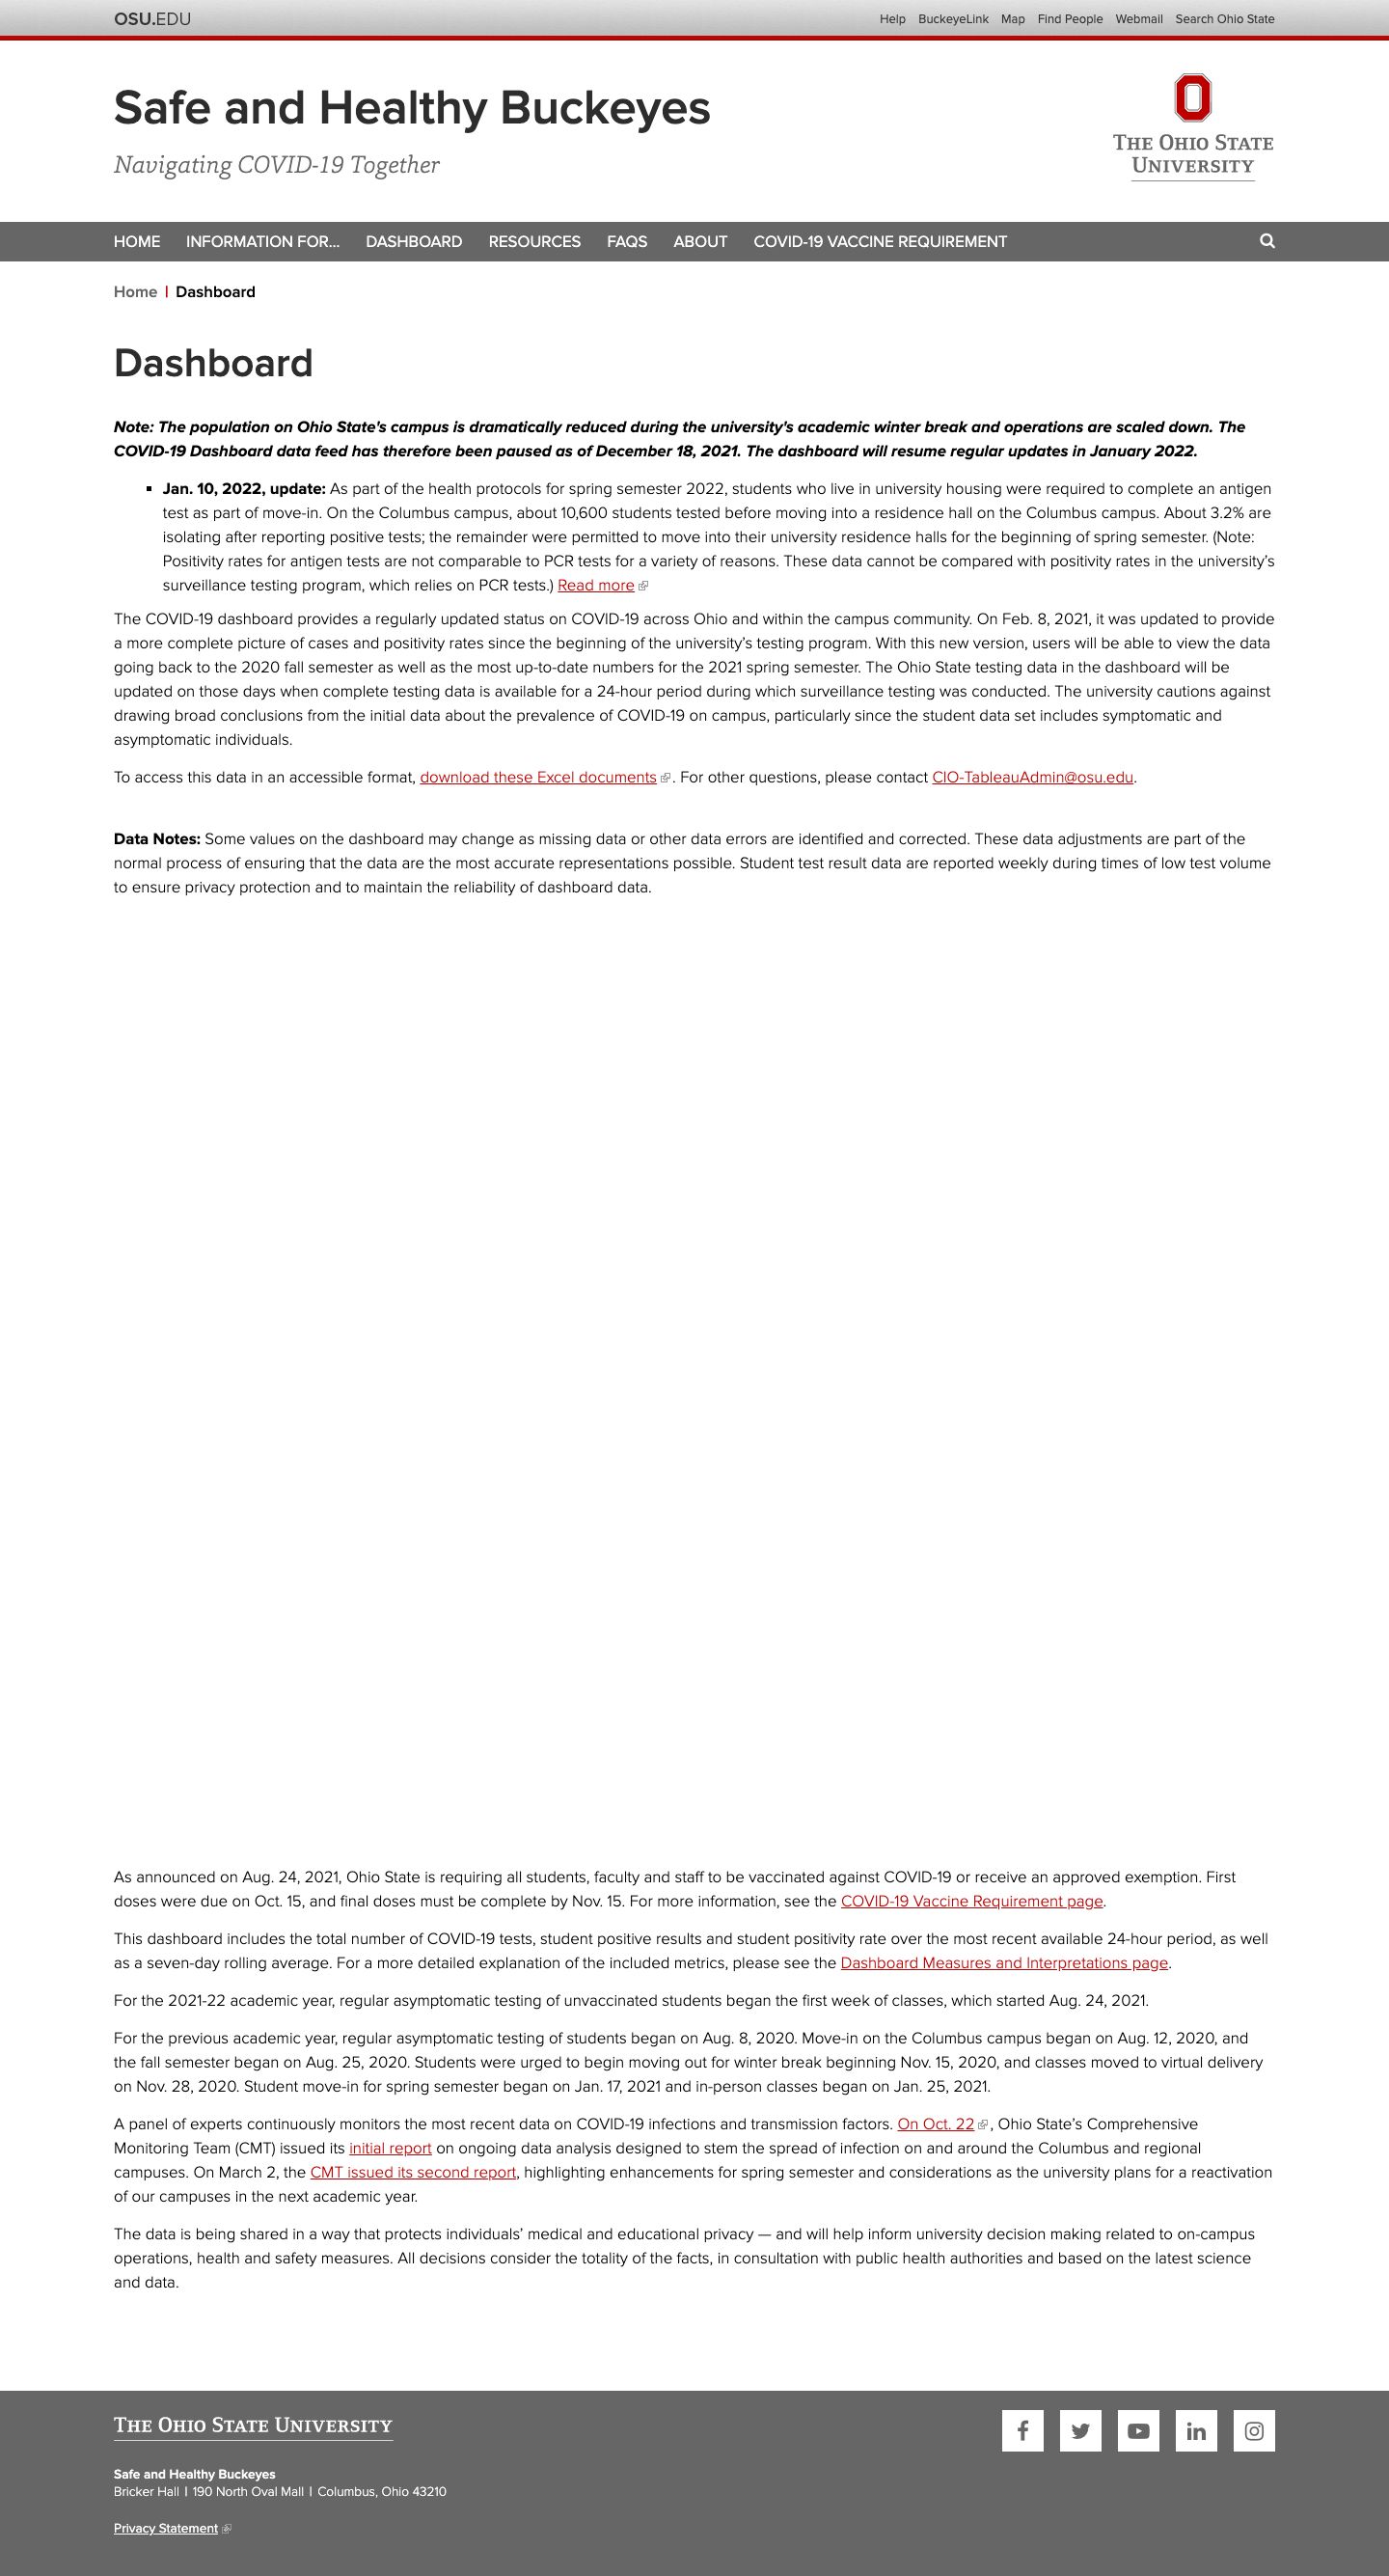 OSU.EDU
Help BuckeyeLink Map Find People Webmail Search Ohio State
Safe and Healthy Buckeyes
Navigating COVID-19 Together
THE OHIO STATE
UNIVERSITY
HOME INFORMATION FOR... DASHBOARD RESOURCES FAQS ABOUT COVID-19 VACCINE REQUIREMENT
Home | Dashboard
Dashboard
Note: The population on Ohio State's campus is dramatically reduced during the university's academic winter break and operations are scaled down. The
COVID-19 Dashboard data feed has therefore been paused as of December 18, 2021. The dashboard will resume regular updates in January 2022.
▪ Jan. 10, 2022, update: As part of the health protocols for spring semester 2022, students who live in university housing were required to complete an antigen
test as part of move-in. On the Columbus campus, about 10,600 students tested before moving into a residence hall on the Columbus campus. About 3.2% are
isolating after reporting positive tests; the remainder were permitted to move into their university residence halls for the beginning of spring semester. (Note:
Positivity rates for antigen tests are not comparable to PCR tests for a variety of reasons. These data cannot be compared with positivity rates in the university's
surveillance testing program, which relies on PCR tests.) Read more
The COVID-19 dashboard provides a regularly updated status on COVID-19 across Ohio and within the campus community. On Feb. 8, 2021, it was updated to provide
a more complete picture of cases and positivity rates since the beginning of the university's testing program. With this new version, users will be able to view the data
going back to the 2020 fall semester as well as the most up-to-date numbers for the 2021 spring semester. The Ohio State testing data in the dashboard will be
updated on those days when complete testing data is available for a 24-hour period during which surveillance testing was conducted. The university cautions against
drawing broad conclusions from the initial data about the prevalence of COVID-19 on campus, particularly since the student data set includes symptomatic and
asymptomatic individuals.
To access this data in an accessible format, download these Excel documents. For other questions, please contact CIO-TableauAdmin@osu.edu.
Data Notes: Some values on the dashboard may change as missing data or other data errors are identified and corrected. These data adjustments are part of the
normal process of ensuring that the data are the most accurate representations possible. Student test result data are reported weekly during times of low test volume
to ensure privacy protection and to maintain the reliability of dashboard data.
As announced on Aug. 24, 2021, Ohio State is requiring all students, faculty and staff to be vaccinated against COVID-19 or receive an approved exemption. First
doses were due on Oct. 15, and final doses must be complete by Nov. 15. For more information, see the COVID-19 Vaccine Requirement page.
This dashboard includes the total number of COVID-19 tests, student positive results and student positivity rate over the most recent available 24-hour period, as well
as a seven-day rolling average. For a more detailed explanation of the included metrics, please see the Dashboard Measures and Interpretations page.
For the 2021-22 academic year, regular asymptomatic testing of unvaccinated students began the first week of classes, which started Aug. 24, 2021.
For the previous academic year, regular asymptomatic testing of students began on Aug. 8, 2020. Move-in on the Columbus campus began on Aug. 12, 2020, and
the fall semester began on Aug. 25, 2020. Students were urged to begin moving out for winter break beginning Nov. 15, 2020, and classes moved to virtual delivery
on Nov. 28, 2020. Student move-in for spring semester began on Jan. 17, 2021 and in-person classes began on Jan. 25, 2021.
A panel of experts continuously monitors the most recent data on COVID-19 infections and transmission factors. On Oct. 22, Ohio State's Comprehensive
Monitoring Team (CMT) issued its initial report on ongoing data analysis designed to stem the spread of infection on and around the Columbus and regional
campuses. On March 2, the CMT issued its second report, highlighting enhancements for spring semester and considerations as the university plans for a reactivation
of our campuses in the next academic year.
The data is being shared in a way that protects individuals' medical and educational privacy — and will help inform university decision making related to on-campus
operations, health and safety measures. All decisions consider the totality of the facts, in consultation with public health authorities and based on the latest science
and data.
THE OHIO STATE UNIVERSITY
Safe and Healthy Buckeyes
Bricker Hall | 190 North Oval Mall | Columbus, Ohio 43210
Privacy Statement